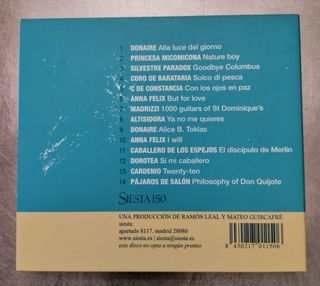 1 DONAIRE Alla luce del giorno
2 PRINCESA MICOMICONA Nature boy
3 SILVESTRE PARADOX Goodbye Columbus
4 CORO DE BARATARIA Solco di pesca
DE CONSTANCIA Con los ojos en paz
6 ANNA FELIX But for love
7 MADRIZZI 1000 guitars of St Dominique's
8 ALTISIDORA Ya no me quieres
9 DONAIRE Alice B. Toklas
10 ANNA FELIX I will
11 CABALLERO DE LOS ESPEJOS El discípulo de Merlin
12 DOROTEA Si mi caballero
13 CARDENIO Twenty-ten
14 PÁJAROS DE SALÓN Philosophy of Don Quijote
SIESTA 150
UNA PRODUCCIÓN DE RAMÓN LEAL Y MATEO GUISCAFRÉ
siesta:
apartado 8117. madrid 28080
www.siesta.es | siesta@siesta.es
este disco no opta a ningún premio
8 430217 011506